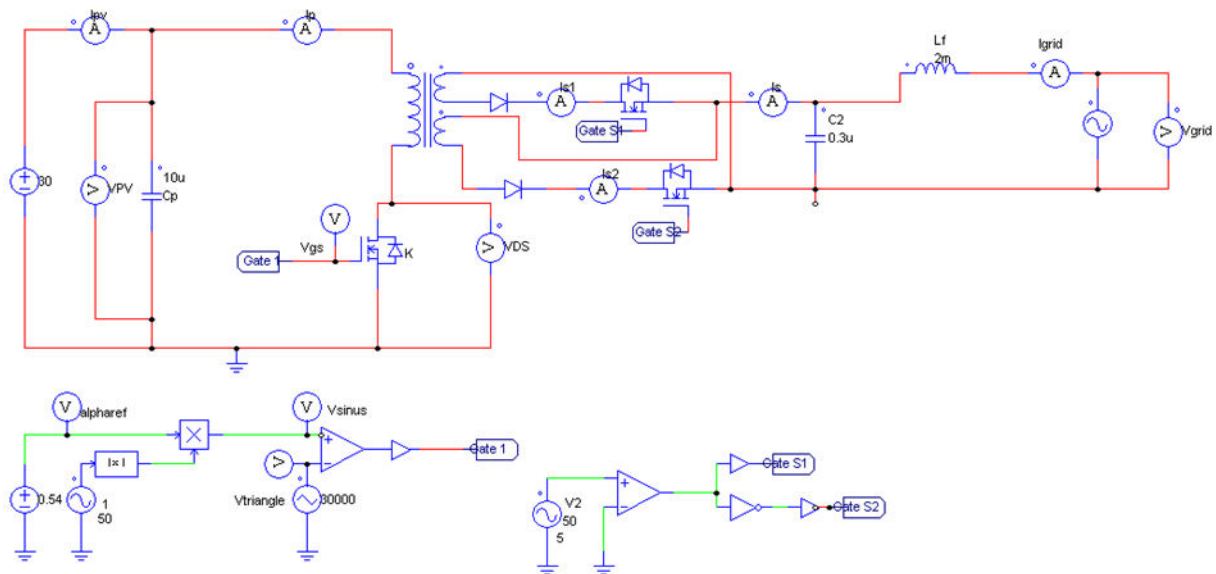 Ipv
A
Ip
A
Lf
2m
Igrid
A
Is1
A
Is
A
Gate S1
C2
0.3u
V
Vgrid
30
V
VPV
10u
Cp
Is2
A
Gate S2
V
Vgs
Gate 1
K
V
VDS
V
alpharef
V
Vsinus
| x |
Gate 1
0.54
1
50
V
Vtriangle
30000
V2
50
5
Gate S1
Gate S2